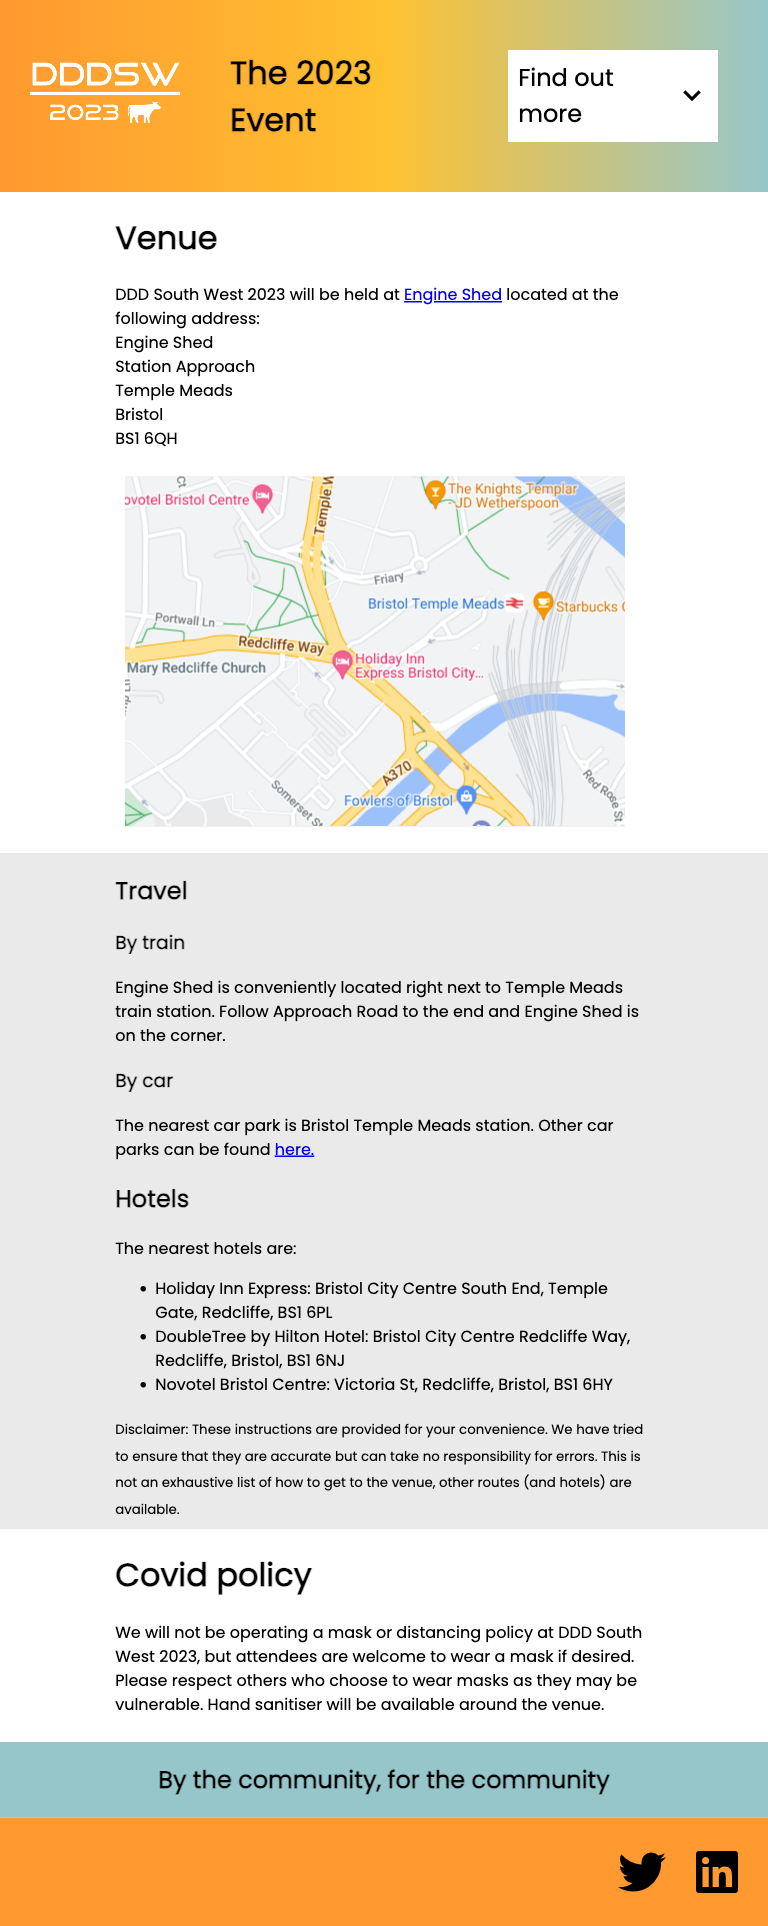 DDDSW
2023
The 2023
Event
Find out
more
Venue
DDD South West 2023 will be held at Engine Shed located at the
following address:
Engine Shed
Station Approach
Temple Meads
Bristol
BS1 6QH
Ct
ovotel Bristol Centre
Temple W
The Knights Templar
- JD Wetherspoon
Friary
Bristol Temple Meads
Starbucks C
Portwall Ln
Redcliffe Way
Mary Redcliffe Church
Holiday Inn
Express Bristol City...
mp Ln
A370
Somerset St
Fowlers of Bristol
Red Rose St
Travel
By train
Engine Shed is conveniently located right next to Temple Meads
train station. Follow Approach Road to the end and Engine Shed is
on the corner.
By car
The nearest car park is Bristol Temple Meads station. Other car
parks can be found here.
Hotels
The nearest hotels are:
• Holiday Inn Express: Bristol City Centre South End, Temple
Gate, Redcliffe, BS1 6PL
• DoubleTree by Hilton Hotel: Bristol City Centre Redcliffe Way,
Redcliffe, Bristol, BS1 6NJ
• Novotel Bristol Centre: Victoria St, Redcliffe, Bristol, BS1 6HY
Disclaimer: These instructions are provided for your convenience. We have tried
to ensure that they are accurate but can take no responsibility for errors. This is
not an exhaustive list of how to get to the venue, other routes (and hotels) are
available.
Covid policy
We will not be operating a mask or distancing policy at DDD South
West 2023, but attendees are welcome to wear a mask if desired.
Please respect others who choose to wear masks as they may be
vulnerable. Hand sanitiser will be available around the venue.
By the community, for the community
in